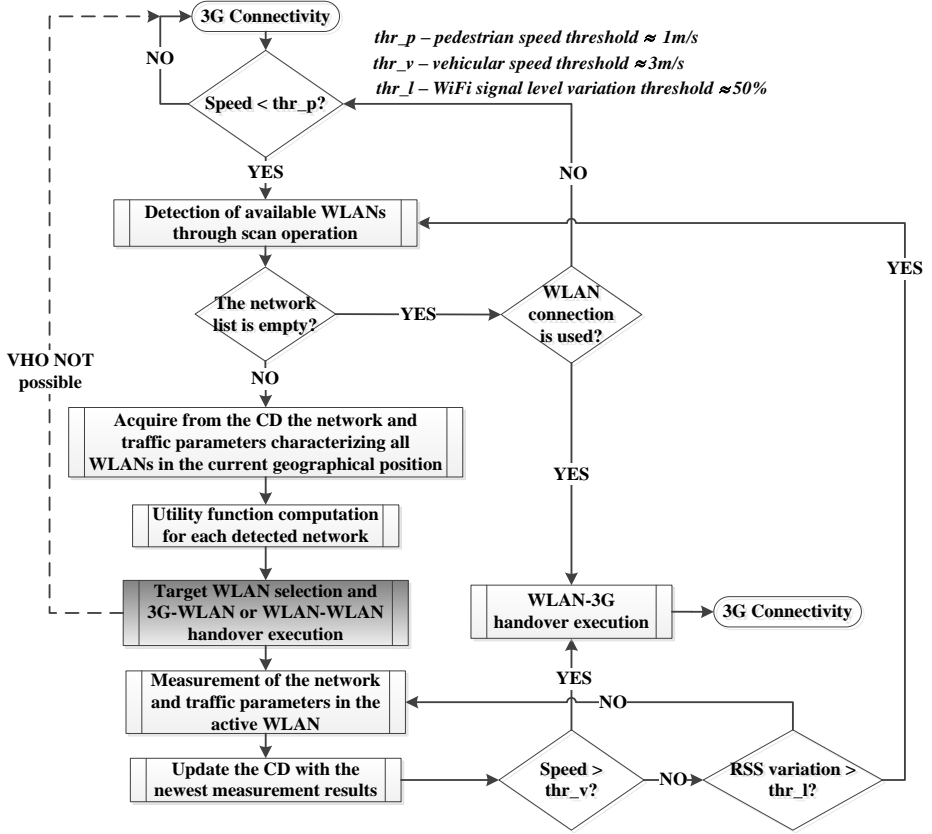 3G Connectivity
thr_p – pedestrian speed threshold ≈ 1m/s
thr_v – vehicular speed threshold ≈3m/s
thr_l – WiFi signal level variation threshold ≈50%
NO
Speed < thr_p?
YES
NO
Detection of available WLANs
through scan operation
YES
The network
list is empty?
YES
WLAN
connection
is used?
VHO NOT
possible
NO
Acquire from the CD the network and
traffic parameters characterizing all
WLANs in the current geographical position
YES
Utility function computation
for each detected network
Target WLAN selection and
3G-WLAN or WLAN-WLAN
handover execution
WLAN-3G
handover execution
3G Connectivity
Measurement of the network
and traffic parameters in the
active WLAN
YES
NO
Update the CD with the
newest measurement results
Speed >
thr_v?
NO
RSS variation >
thr_l?